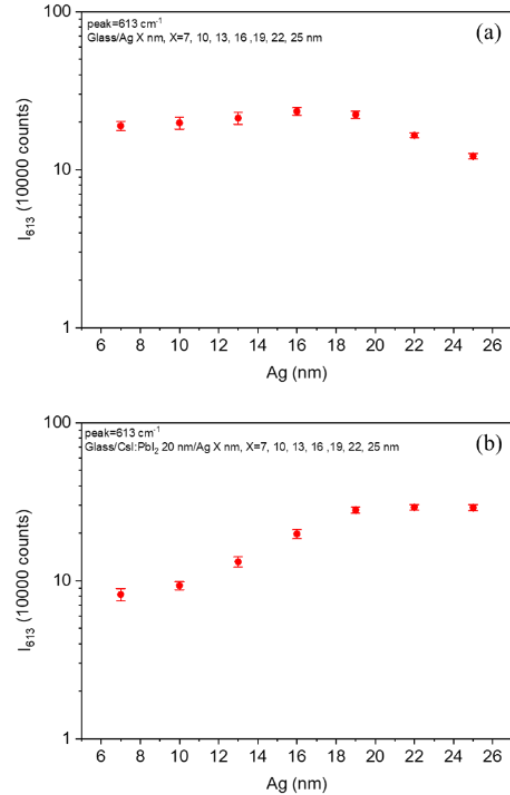 (a)
peak=613 cm⁻¹
Glass/Ag X nm, X=7, 10, 13, 16 ,19, 22, 25 nm
100
10
1
I₆₁₃ (10000 counts)
6 8 10 12 14 16 18 20 22 24 26
Ag (nm)
(b)
peak=613 cm⁻¹
Glass/CsI:PbI₂ 20 nm/Ag X nm, X=7, 10, 13, 16 ,19, 22, 25 nm
100
10
1
I₆₁₃ (10000 counts)
6 8 10 12 14 16 18 20 22 24 26
Ag (nm)